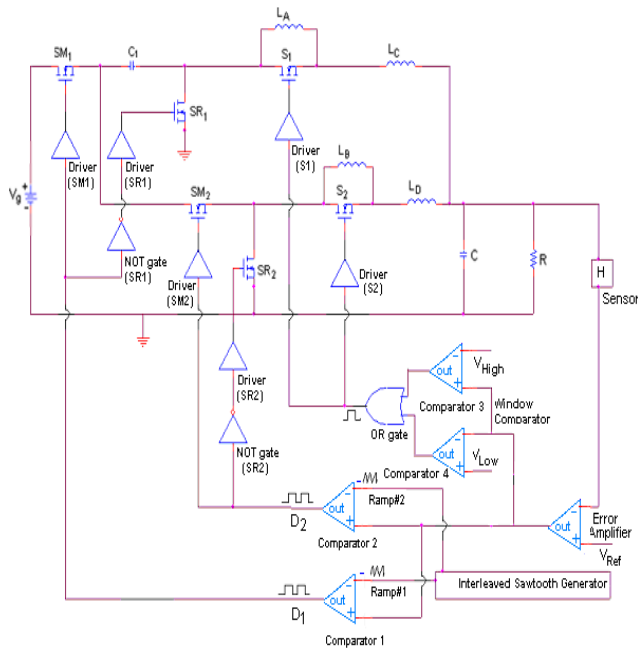 L_A
SM_1
C_1
S_1
L_C
SR_1
Driver
(SM1)
Driver
(SR1)
Driver
(S1)
L_B
V_g
+
-
SM_2
S_2
L_D
NOT gate
(SR1)
Driver
(SM2)
SR_2
Driver
(S2)
C
R
H
Sensor
Driver
(SR2)
-
out
+
V_High
Comparator 3
Window
Comparator
OR gate
NOT gate
(SR2)
-
out
+
Comparator 4
V_Low
D_2
-
out
+
-
Ramp#2
Comparator 2
-
out
+
Error
Amplifier
V_Ref
D_1
-
out
+
-
Ramp#1
Interleaved Sawtooth Generator
Comparator 1